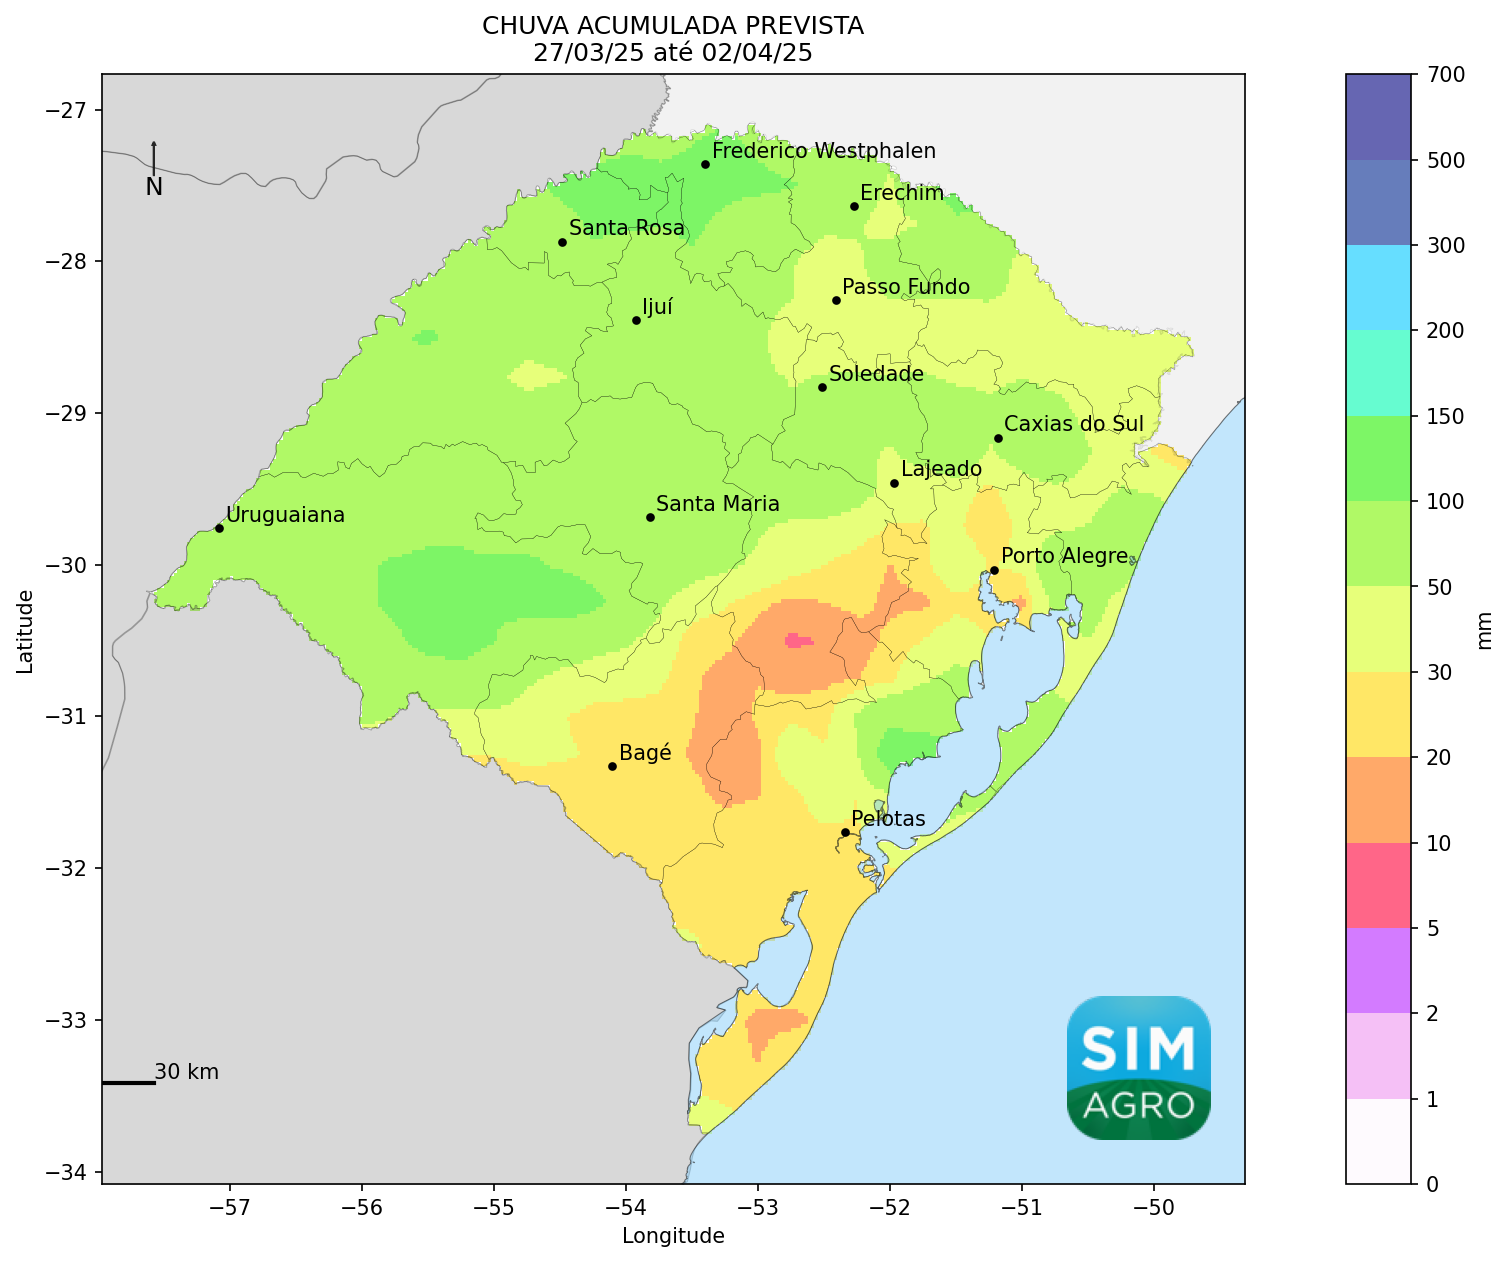 CHUVA ACUMULADA PREVISTA
27/03/25 até 02/04/25
−27
−28
−29
−30
−31
−32
−33
−34
Latitude
N
Frederico Westphalen
Erechim
Santa Rosa
Passo Fundo
Ijuí
Soledade
Caxias do Sul
Lajeado
Santa Maria
Uruguaiana
Porto Alegre
Bagé
Pelotas
30 km
SIM
AGRO
−57
−56
−55
−54
−53
−52
−51
−50
Longitude
700
500
300
200
150
100
50
30
20
10
5
2
1
0
mm